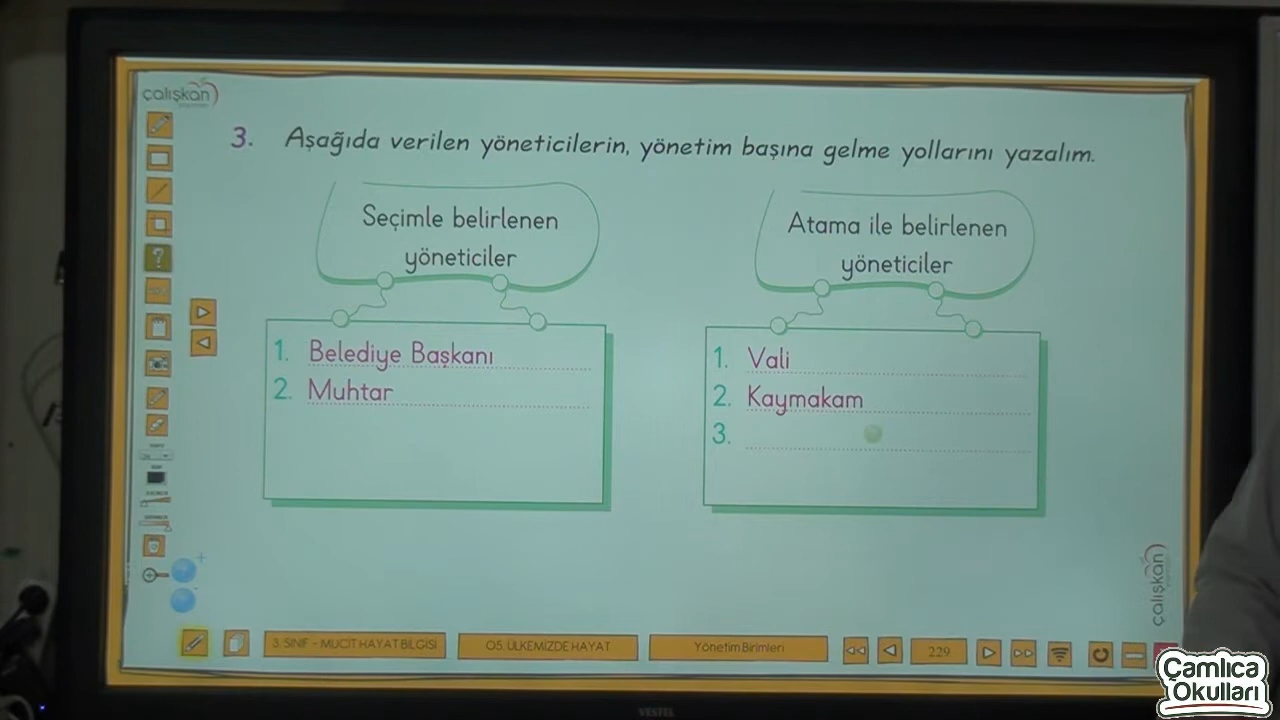 çalışkan
3. Aşağıda verilen yöneticilerin, yönetim başına gelme yollarını yazalım.
Seçimle belirlenen
yöneticiler
1. Belediye Başkanı
2. Muhtar
Atama ile belirlenen
yöneticiler
1. Vali
2. Kaymakam
3.
çalışkan
3. SINIF - MUCİT HAYAT BİLGİSİ
05. ÜLKEMİZDE HAYAT
Yönetim Birimleri
229
VESTEL
Çamlıca
Okulları